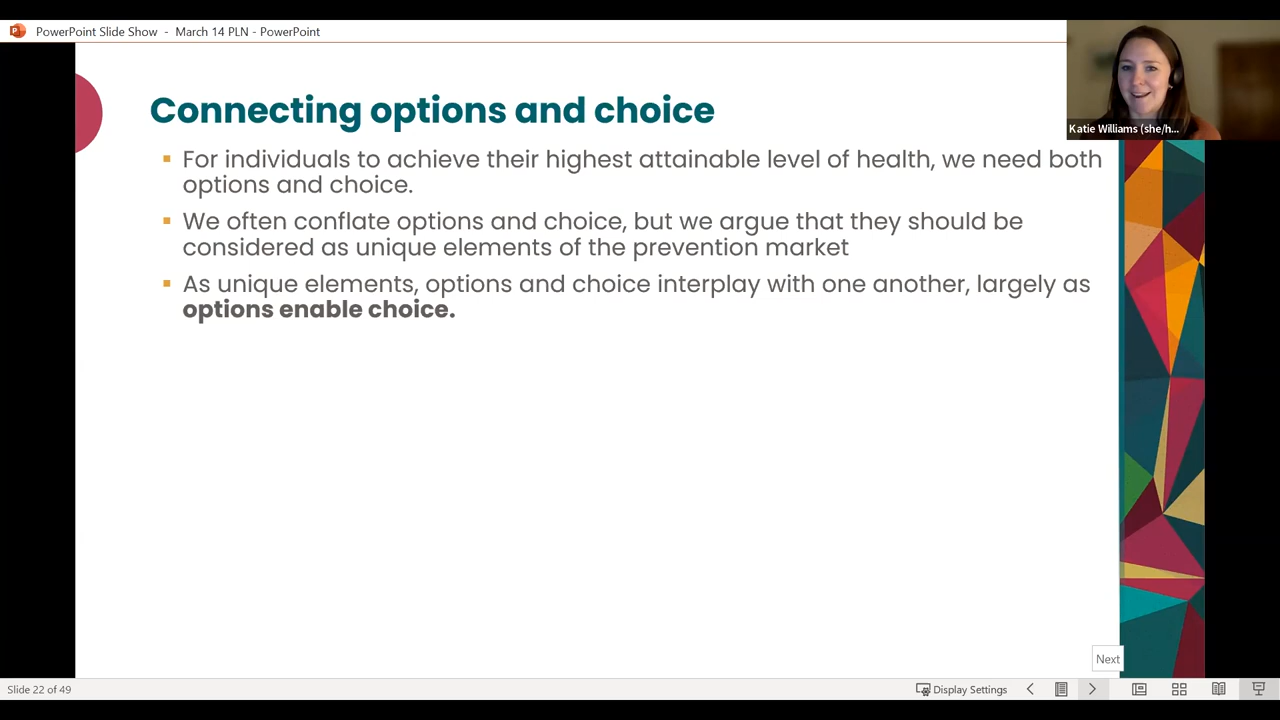 PowerPoint Slide Show - March 14 PLN - PowerPoint
Katie Williams (she/h...
Connecting options and choice
For individuals to achieve their highest attainable level of health, we need both
options and choice.
We often conflate options and choice, but we argue that they should be
considered as unique elements of the prevention market
As unique elements, options and choice interplay with one another, largely as
options enable choice.
Next
Slide 22 of 49
Display Settings